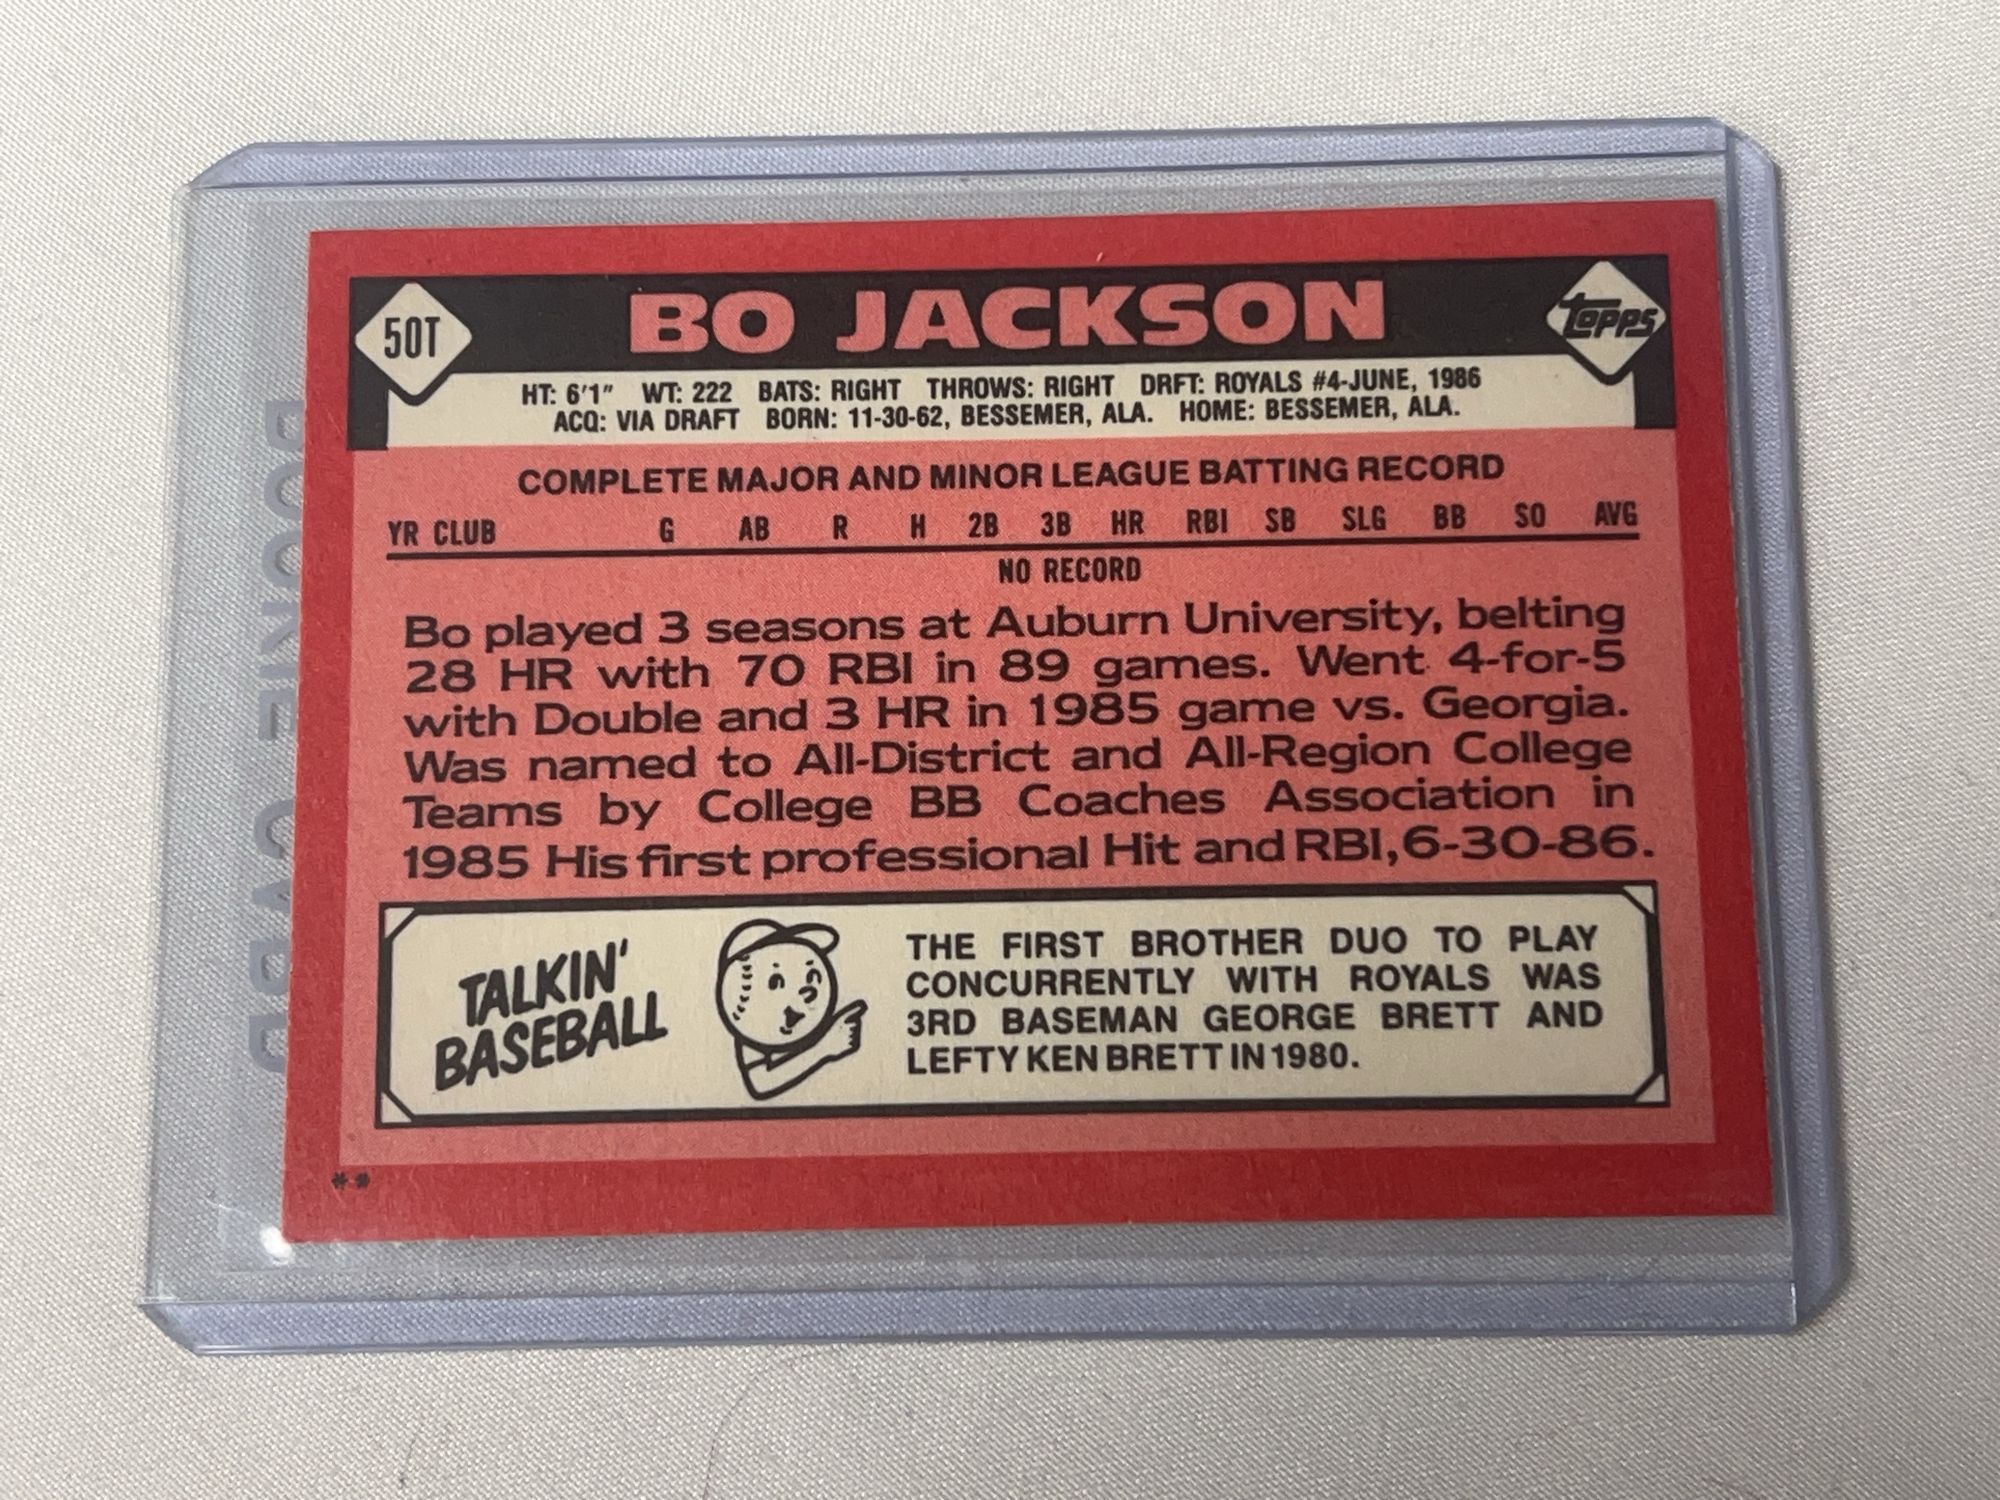 50T
BO JACKSON
TOPPS
HT: 6'1" WT: 222 BATS: RIGHT THROWS: RIGHT DRFT: ROYALS #4-JUNE, 1986
ACQ: VIA DRAFT BORN: 11-30-62, BESSEMER, ALA. HOME: BESSEMER, ALA.
COMPLETE MAJOR AND MINOR LEAGUE BATTING RECORD
YR CLUB G AB R H 2B 3B HR RBI SB SLG BB SO AVG
NO RECORD
Bo played 3 seasons at Auburn University, belting
28 HR with 70 RBI in 89 games. Went 4-for-5
with Double and 3 HR in 1985 game vs. Georgia.
Was named to All-District and All-Region College
Teams by College BB Coaches Association in
1985 His first professional Hit and RBI, 6-30-86.
TALKIN'
BASEBALL
THE FIRST BROTHER DUO TO PLAY
CONCURRENTLY WITH ROYALS WAS
3RD BASEMAN GEORGE BRETT AND
LEFTY KEN BRETT IN 1980.
**
ROOKIE CARD